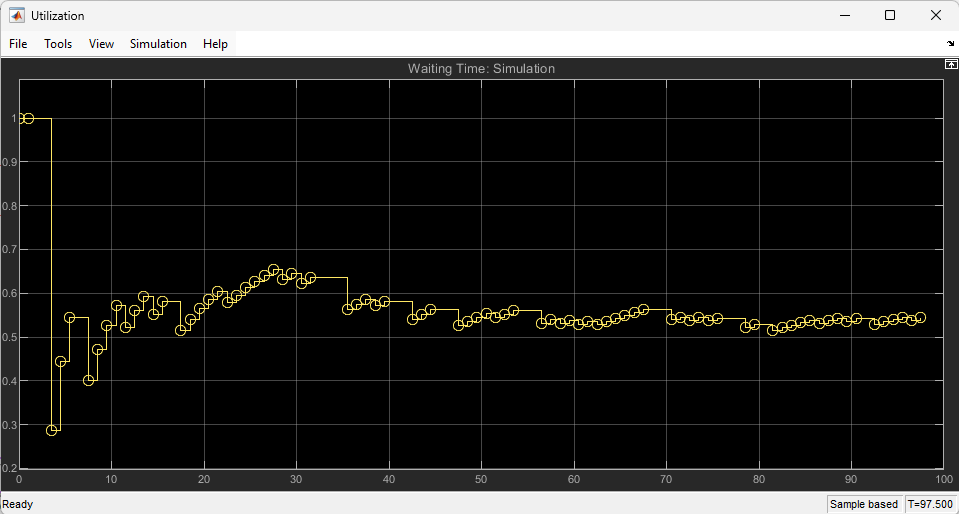 Utilization
File Tools View Simulation Help
Waiting Time: Simulation
1
0.9
0.8
0.7
0.6
0.5
0.4
0.3
0.2
0 10 20 30 40 50 60 70 80 90 100
Ready Sample based T=97.500